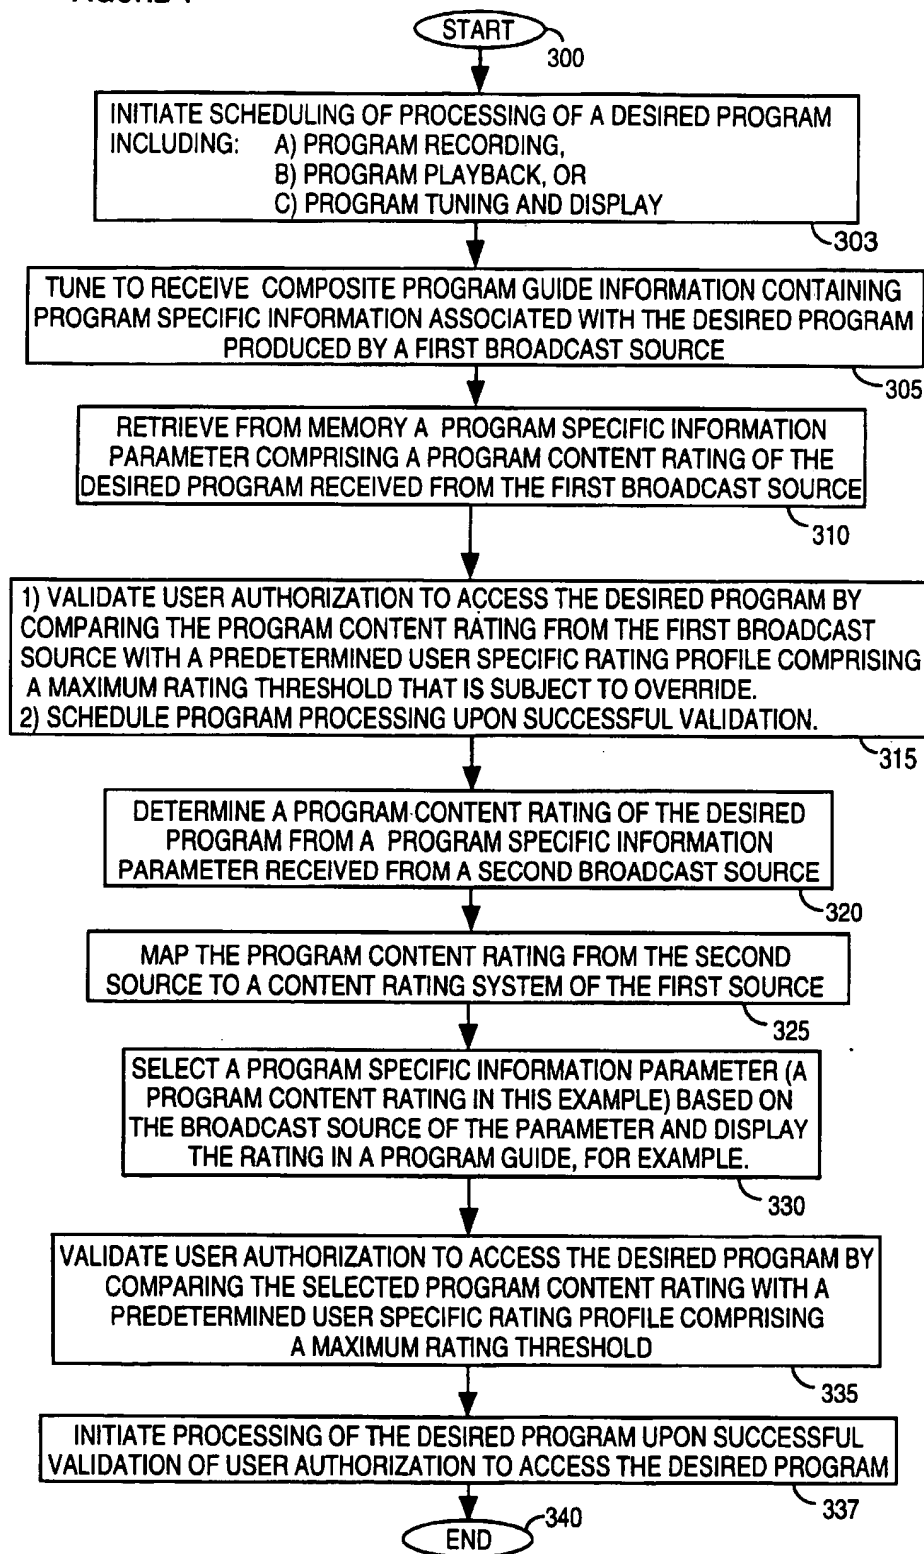 START
300
INITIATE SCHEDULING OF PROCESSING OF A DESIRED PROGRAM
INCLUDING: A) PROGRAM RECORDING,
B) PROGRAM PLAYBACK, OR
C) PROGRAM TUNING AND DISPLAY
303
TUNE TO RECEIVE COMPOSITE PROGRAM GUIDE INFORMATION CONTAINING
PROGRAM SPECIFIC INFORMATION ASSOCIATED WITH THE DESIRED PROGRAM
PRODUCED BY A FIRST BROADCAST SOURCE
305
RETRIEVE FROM MEMORY A PROGRAM SPECIFIC INFORMATION
PARAMETER COMPRISING A PROGRAM CONTENT RATING OF THE
DESIRED PROGRAM RECEIVED FROM THE FIRST BROADCAST SOURCE
310
1) VALIDATE USER AUTHORIZATION TO ACCESS THE DESIRED PROGRAM BY
COMPARING THE PROGRAM CONTENT RATING FROM THE FIRST BROADCAST
SOURCE WITH A PREDETERMINED USER SPECIFIC RATING PROFILE COMPRISING
A MAXIMUM RATING THRESHOLD THAT IS SUBJECT TO OVERRIDE.
2) SCHEDULE PROGRAM PROCESSING UPON SUCCESSFUL VALIDATION.
315
DETERMINE A PROGRAM CONTENT RATING OF THE DESIRED
PROGRAM FROM A PROGRAM SPECIFIC INFORMATION
PARAMETER RECEIVED FROM A SECOND BROADCAST SOURCE
320
MAP THE PROGRAM CONTENT RATING FROM THE SECOND
SOURCE TO A CONTENT RATING SYSTEM OF THE FIRST SOURCE
325
SELECT A PROGRAM SPECIFIC INFORMATION PARAMETER (A
PROGRAM CONTENT RATING IN THIS EXAMPLE) BASED ON
THE BROADCAST SOURCE OF THE PARAMETER AND DISPLAY
THE RATING IN A PROGRAM GUIDE, FOR EXAMPLE.
330
VALIDATE USER AUTHORIZATION TO ACCESS THE DESIRED PROGRAM BY
COMPARING THE SELECTED PROGRAM CONTENT RATING WITH A
PREDETERMINED USER SPECIFIC RATING PROFILE COMPRISING
A MAXIMUM RATING THRESHOLD
335
INITIATE PROCESSING OF THE DESIRED PROGRAM UPON SUCCESSFUL
VALIDATION OF USER AUTHORIZATION TO ACCESS THE DESIRED PROGRAM
337
END
340